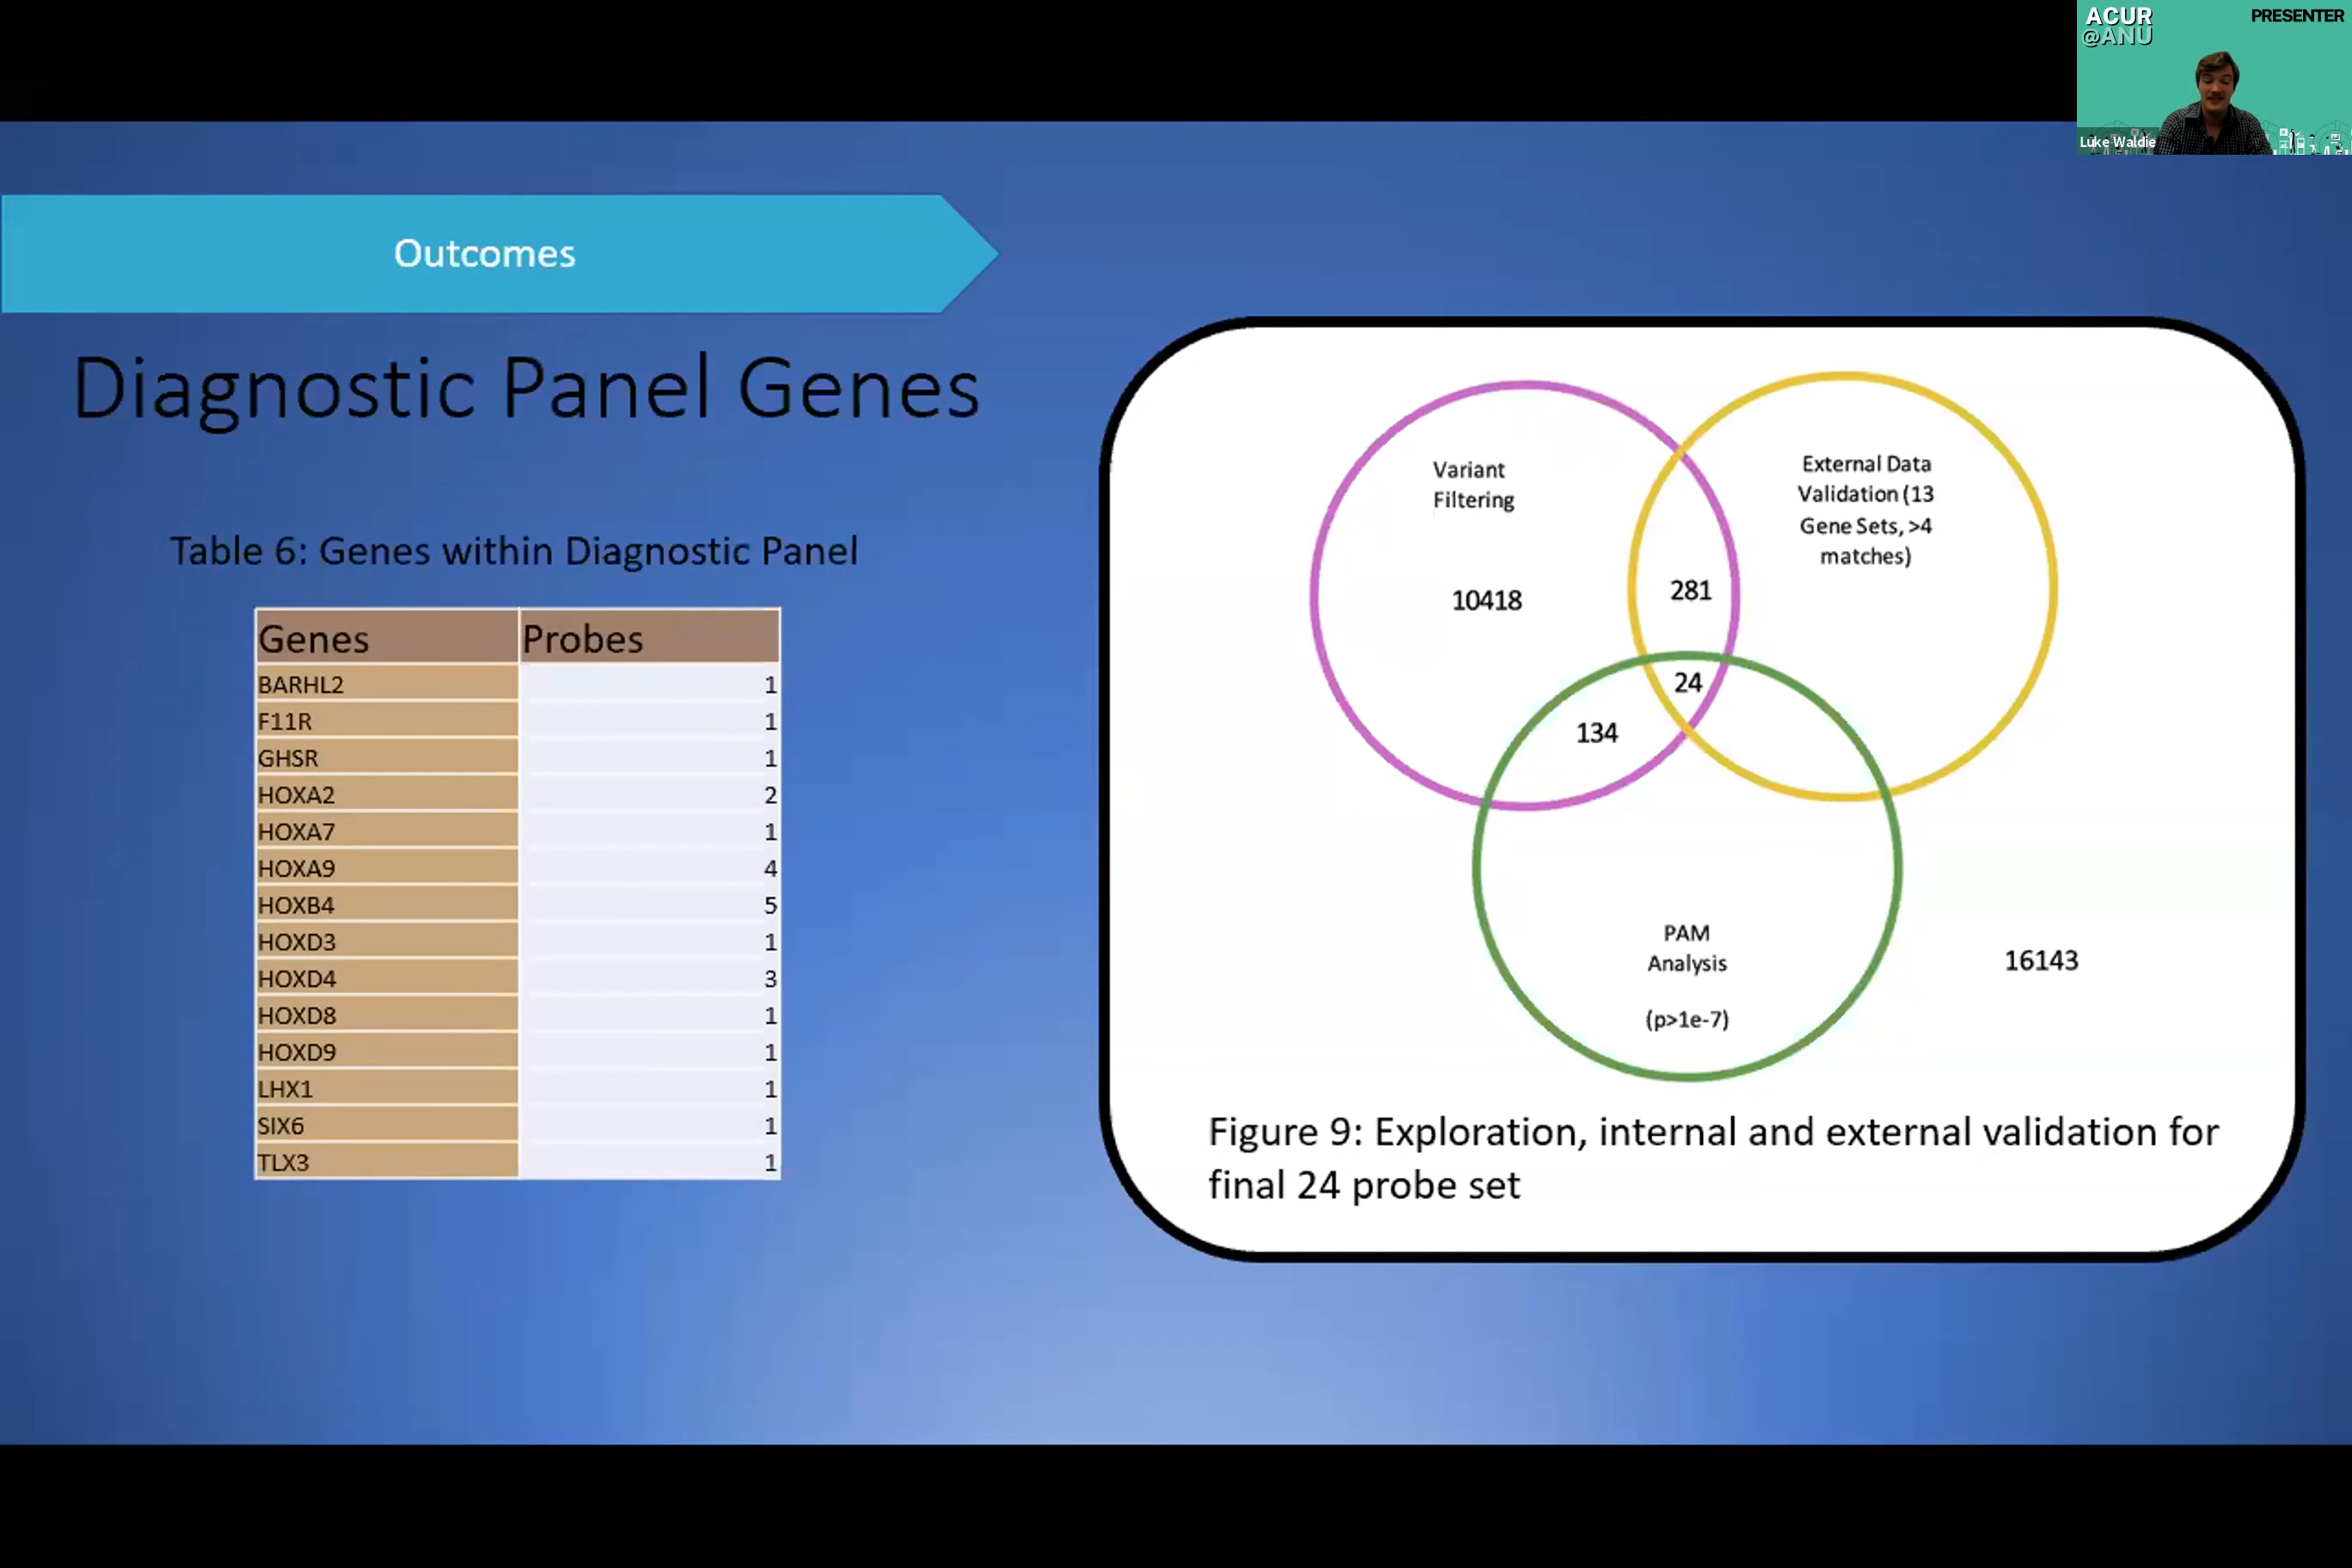 ACUR
@ANU
PRESENTER
Luke Waldie
Outcomes
Diagnostic Panel Genes
Table 6: Genes within Diagnostic Panel
Genes Probes
BARHL2 1
F11R 1
GHSR 1
HOXA2 2
HOXA7 1
HOXA9 4
HOXB4 5
HOXD3 1
HOXD4 3
HOXD8 1
HOXD9 1
LHX1 1
SIX6 1
TLX3 1
Variant
Filtering
10418
External Data
Validation (13
Gene Sets, >4
matches)
281
24
134
PAM
Analysis
(p>1e-7)
16143
Figure 9: Exploration, internal and external validation for
final 24 probe set